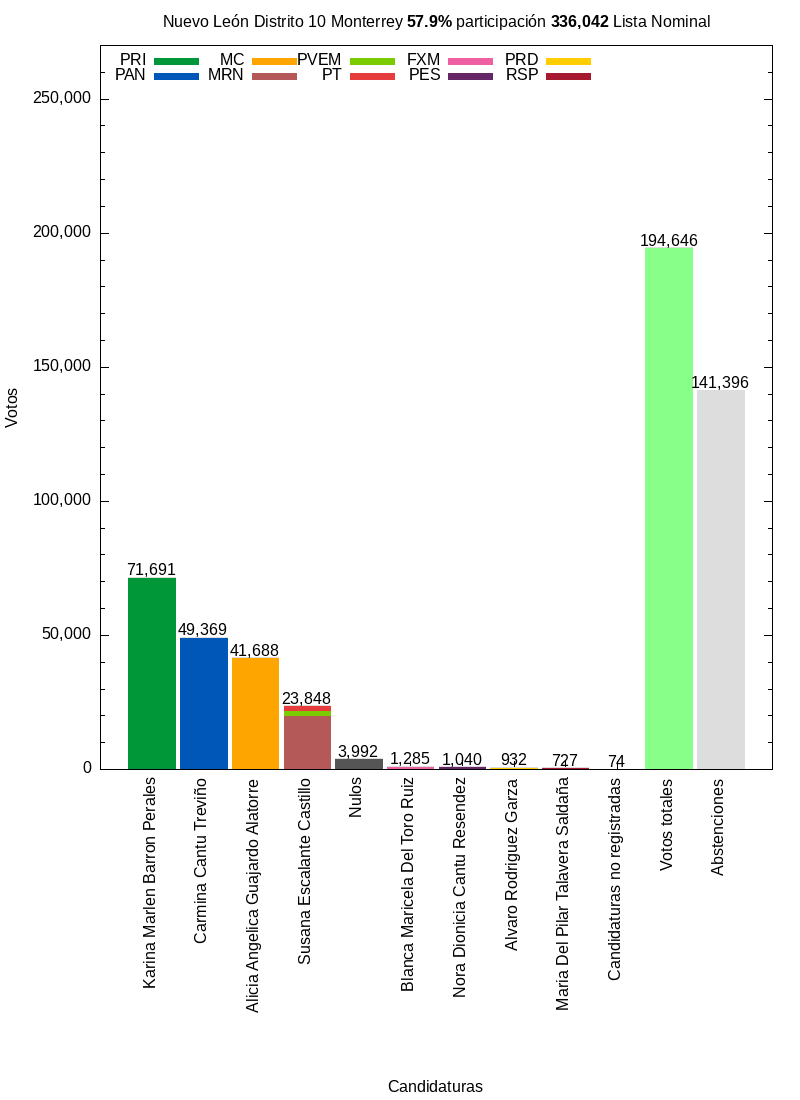 Nuevo León Distrito 10 Monterrey 57.9% participación 336,042 Lista Nominal
PRI MC PVEM FXM PRD
PAN MRN PT PES RSP
250,000
200,000
150,000
100,000
50,000
0
Votos
71,691
49,369
41,688
23,848
3,992
1,285
1,040
932
727
74
194,646
141,396
Karina Marlen Barron Perales
Carmina Cantu Treviño
Alicia Angelica Guajardo Alatorre
Susana Escalante Castillo
Nulos
Blanca Maricela Del Toro Ruiz
Nora Dionicia Cantu Resendez
Alvaro Rodriguez Garza
Maria Del Pilar Talavera Saldaña
Candidaturas no registradas
Votos totales
Abstenciones
Candidaturas